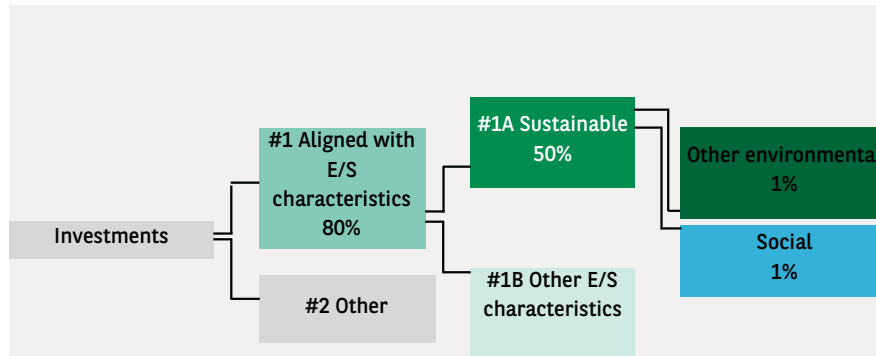 Investments
#1 Aligned with
E/S
characteristics
80%
#2 Other
#1A Sustainable
50%
#1B Other E/S
characteristics
Other environmenta
1%
Social
1%